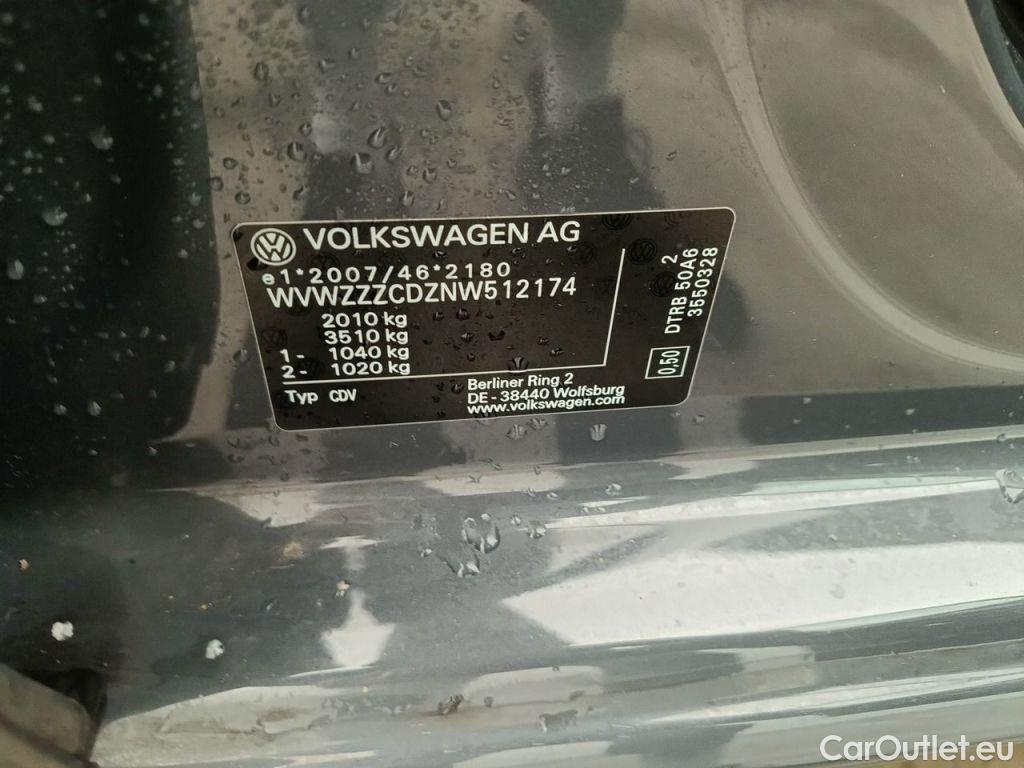 VOLKSWAGEN AG
e1*2007/46*2180
WVWZZZCDZNW512174
2010 kg
3510 kg
1- 1040 kg
2- 1020 kg
Typ CDV
Berliner Ring 2
DE-38440 Wolfsburg
www.volkswagen.com
0,50
2
DTRB 50A6
3550328
CarOutlet.eu